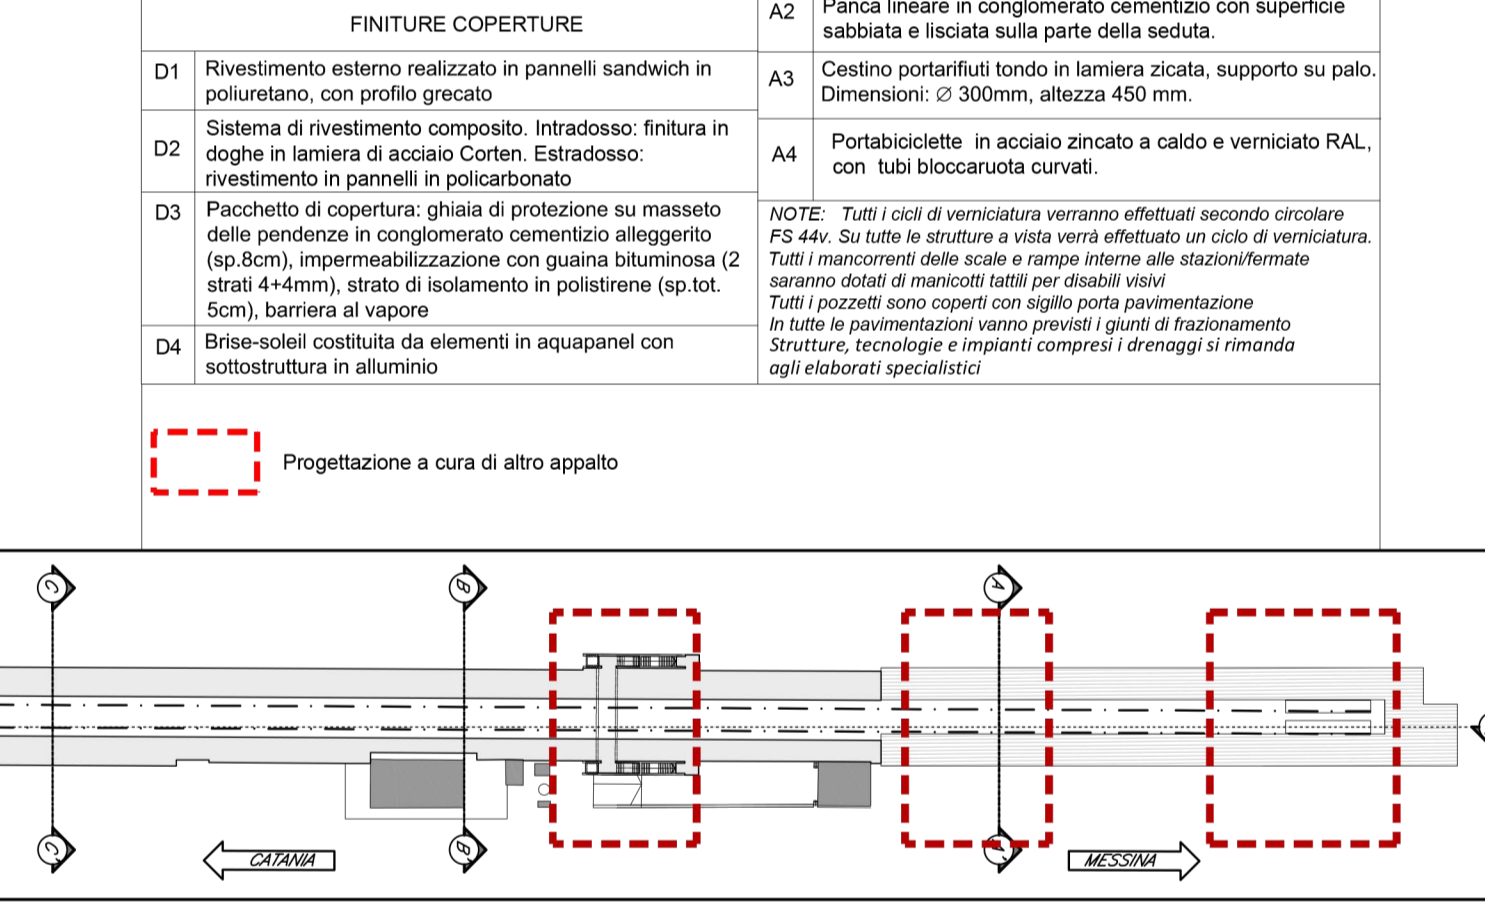 FINITURE COPERTURE
D1
Rivestimento esterno realizzato in pannelli sandwich in
poliuretano, con profilo grecato
D2
Sistema di rivestimento composito. Intradosso: finitura in
doghe in lamiera di acciaio Corten. Estradosso:
rivestimento in pannelli in policarbonato
D3
Pacchetto di copertura: ghiaia di protezione su masseto
delle pendenze in conglomerato cementizio alleggerito
(sp.8cm), impermeabilizzazione con guaina bituminosa (2
strati 4+4mm), strato di isolamento in polistirene (sp.tot.
5cm), barriera al vapore
D4
Brise-soleil costituita da elementi in aquapanel con
sottostruttura in alluminio
A2
Panca lineare in conglomerato cementizio con superficie
sabbiata e lisciata sulla parte della seduta.
A3
Cestino portarifiuti tondo in lamiera zicata, supporto su palo.
Dimensioni: Ø 300mm, altezza 450 mm.
A4
Portabiciclette in acciaio zincato a caldo e verniciato RAL,
con tubi bloccaruota curvati.
NOTE: Tutti i cicli di verniciatura verranno effettuati secondo circolare
FS 44v. Su tutte le strutture a vista verrà effettuato un ciclo di verniciatura.
Tutti i mancorrenti delle scale e rampe interne alle stazioni/fermate
saranno dotati di manicotti tattili per disabili visivi
Tutti i pozzetti sono coperti con sigillo porta pavimentazione
In tutte le pavimentazioni vanno previsti i giunti di frazionamento
Strutture, tecnologie e impianti compresi i drenaggi si rimanda
agli elaborati specialistici
Progettazione a cura di altro appalto
C
B
A
C'
B'
A'
CATANIA
MESSINA